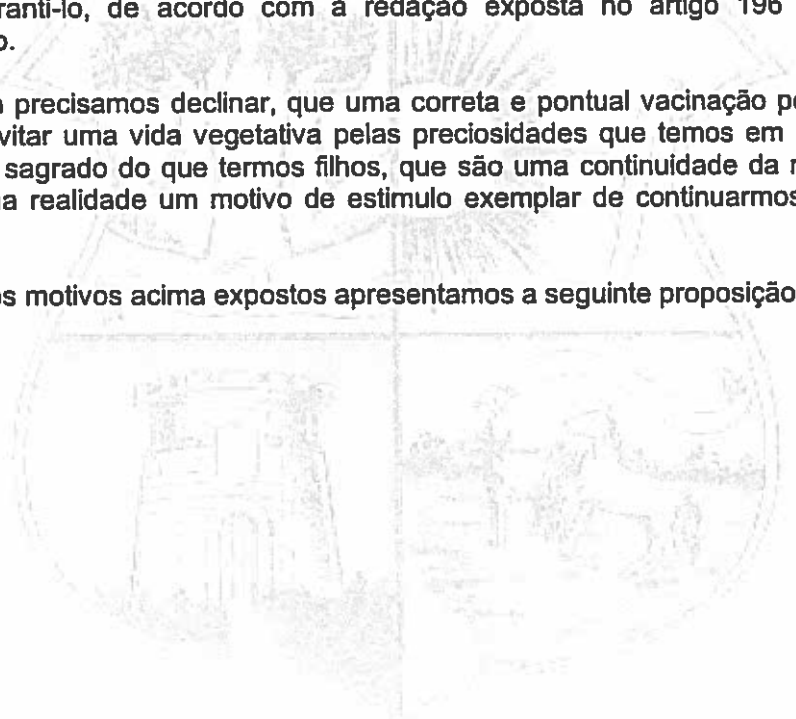 ranti-lo, de acordo com a redação exposta no artigo 196
o.
precisamos declinar, que uma correta e pontual vacinação
vitar uma vida vegetativa pelas preciosidades que temos em
sagrado do que termos filhos, que são uma continuidade da
a realidade um motivo de estimulo exemplar de continuarmos
os motivos acima expostos apresentamos a seguinte proposição